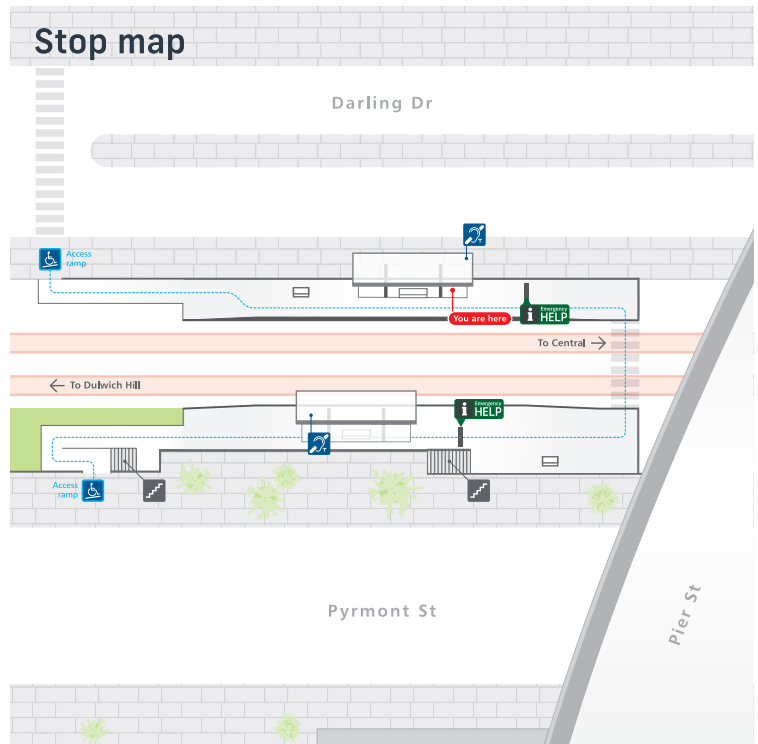 Stop map
Darling Dr
Access
ramp
T
You are here
i
Emergency
HELP
To Central
To Dulwich Hill
i
Emergency
HELP
T
Access
ramp
Pyrmont St
Pier St